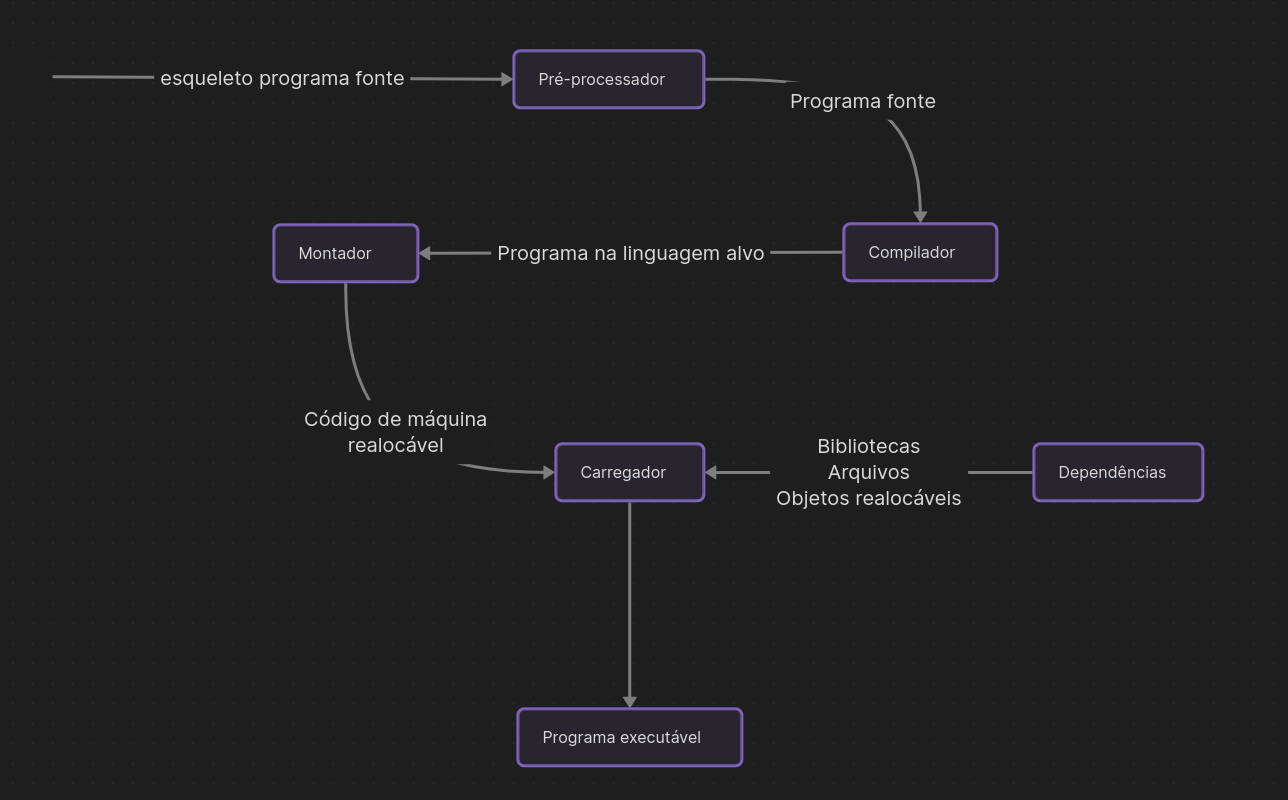 esqueleto programa fonte
Pré-processador
Programa fonte
Montador
Programa na linguagem alvo
Compilador
Código de máquina
realocável
Carregador
Bibliotecas
Arquivos
Objetos realocáveis
Dependências
Programa executável